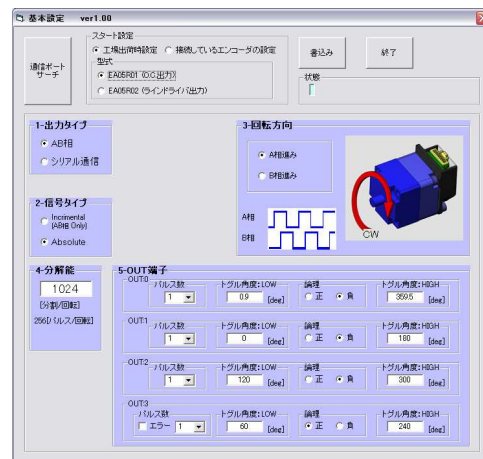 基本設定 ver1.00
スタート設定
工場出荷時設定 接続しているエンコーダの設定
型式
EA05R01 (O.C.出力)
EA05R02 (ラインドライバ出力)
通信ポート
サーチ
書込み
終了
状態
1-出力タイプ
AB相
シリアル通信
2-信号タイプ
Incrimental
(AB相 Only)
Absolute
3-回転方向
A相進み
B相進み
A相
B相
CW
4-分解能
1024
[分割/回転]
256[パルス/回転]
5-OUT端子
OUT:0
パルス数 トグル角度:LOW 論理 トグル角度:HIGH
1 0.9 [deg] 正 負 359.5 [deg]
OUT:1
パルス数 トグル角度:LOW 論理 トグル角度:HIGH
1 0 [deg] 正 負 180 [deg]
OUT:2
パルス数 トグル角度:LOW 論理 トグル角度:HIGH
1 120 [deg] 正 負 300 [deg]
OUT:3
パルス数 トグル角度:LOW 論理 トグル角度:HIGH
エラー 1 60 [deg] 正 負 240 [deg]